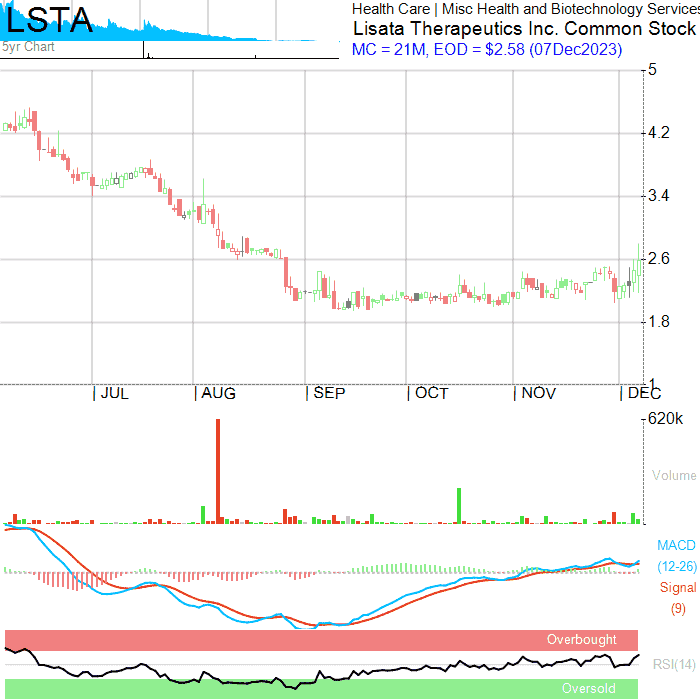 LSTA
5yr Chart
Health Care | Misc Health and Biotechnology Services
Lisata Therapeutics Inc. Common Stock
MC = 21M, EOD = $2.58 (07Dec2023)
5
4.2
3.4
2.6
1.8
1
JUL
AUG
SEP
OCT
NOV
DEC
620k
Volume
MACD
(12-26)
Signal
(9)
Overbought
RSI(14)
Oversold